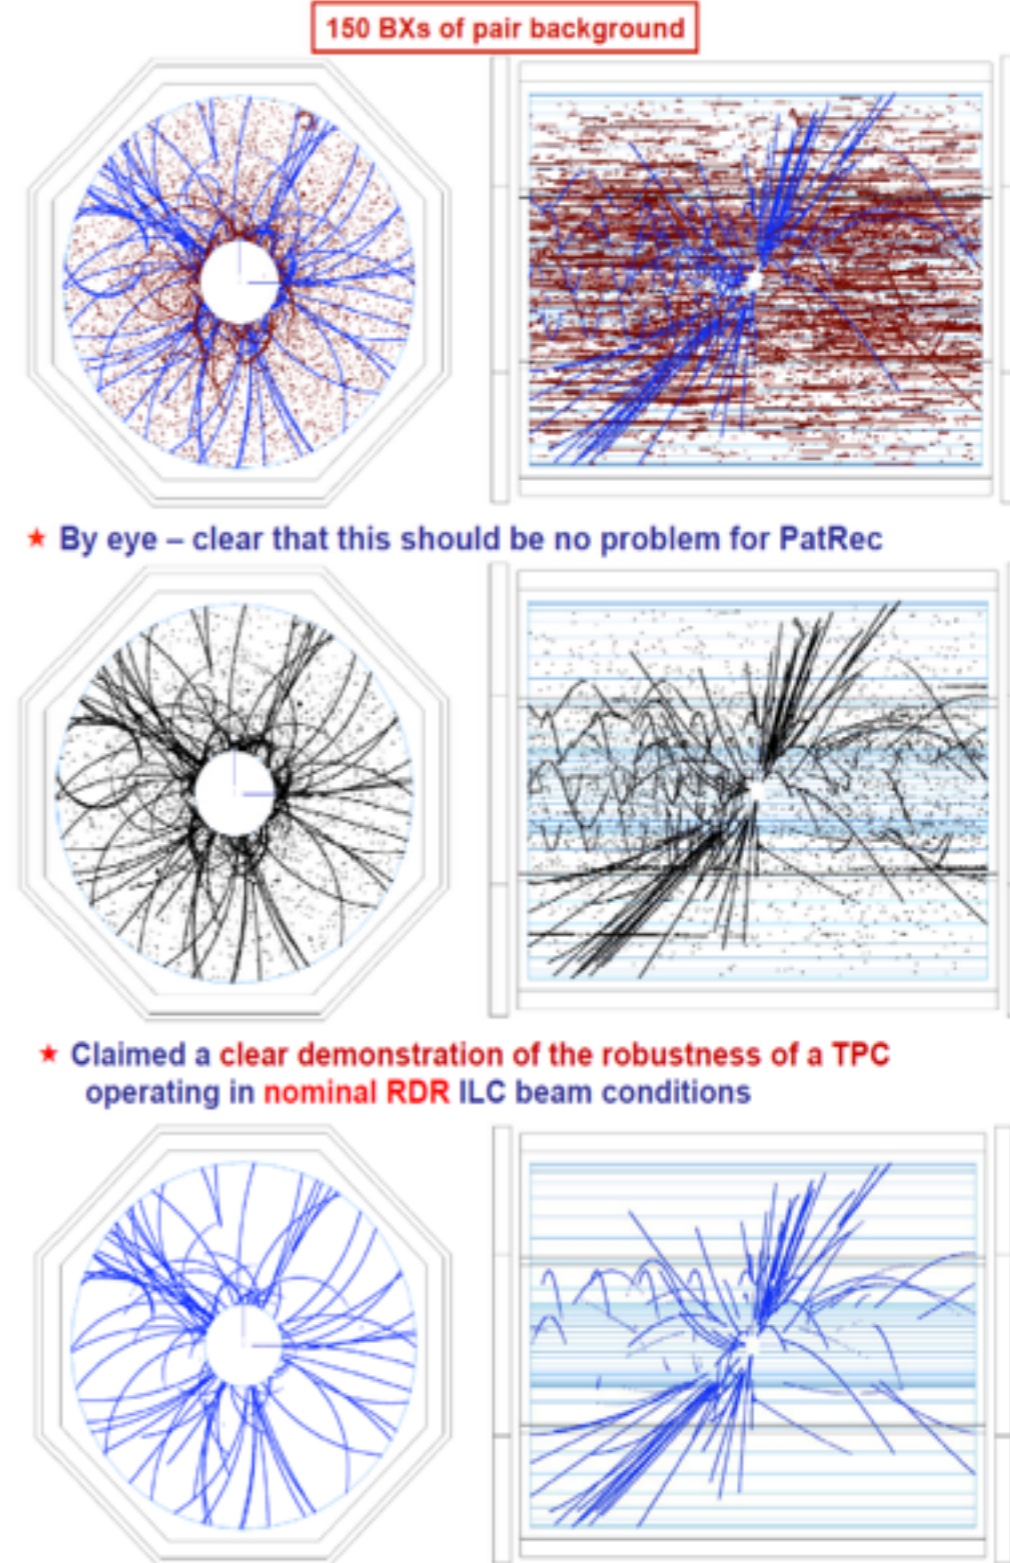 150 BXs of pair background
★ By eye – clear that this should be no problem for PatRec
★ Claimed a clear demonstration of the robustness of a TPC
operating in nominal RDR ILC beam conditions